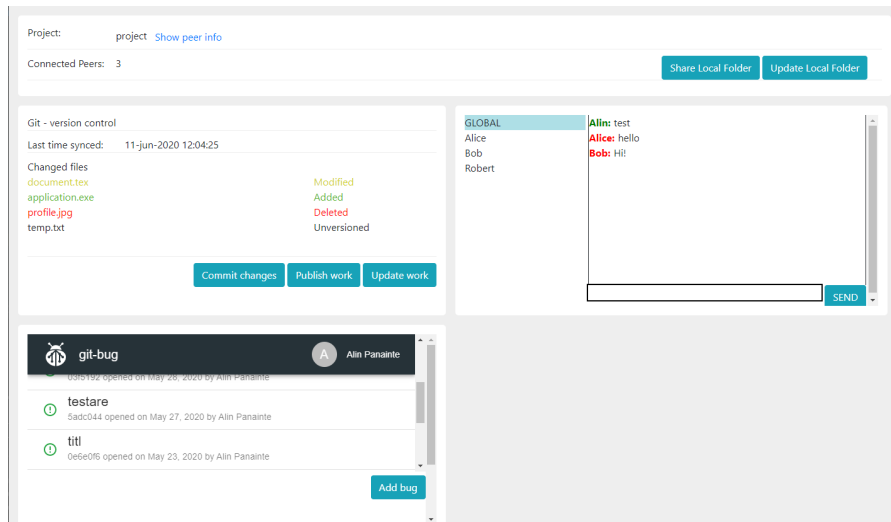 Project: project Show peer info
Connected Peers: 3
Share Local Folder Update Local Folder
Git - version control
Last time synced: 11-jun-2020 12:04:25
Changed files
document.tex Modified
application.exe Added
profile.jpg Deleted
temp.txt Unversioned
Commit changes Publish work Update work
GLOBAL
Alice
Bob
Robert
Alin: test
Alice: hello
Bob: Hi!
SEND
git-bug A Alin Panainte
03f5192 opened on May 28, 2020 by Alin Panainte
testare
5adc044 opened on May 27, 2020 by Alin Panainte
titl
0e6e0f6 opened on May 23, 2020 by Alin Panainte
Add bug